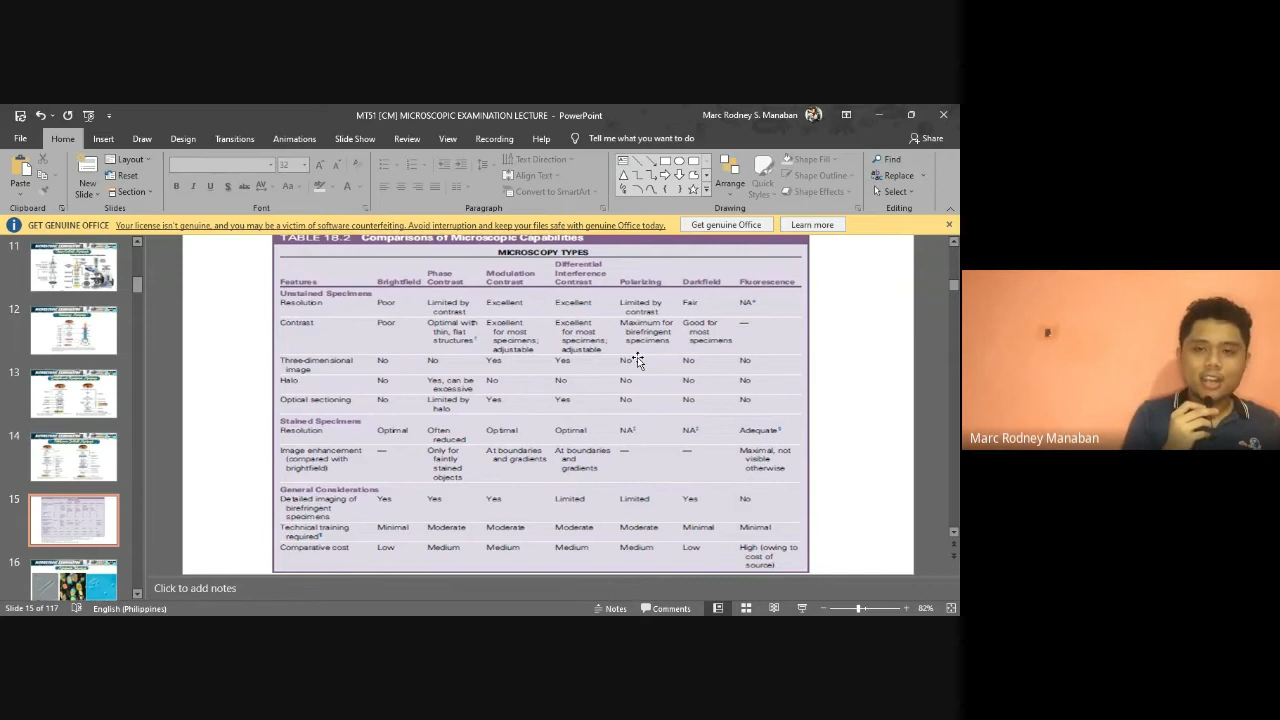 MT51 [CM] MICROSCOPIC EXAMINATION LECTURE - PowerPoint
Marc Rodney S. Manaban
File Home Insert Draw Design Transitions Animations Slide Show Review View Recording Help Tell me what you want to do Share
Paste
Clipboard
New Slide
Layout
Reset
Section
Slides
32
Font
Paragraph
Text Direction
Align Text
Convert to SmartArt
Arrange
Quick Styles
Shape Fill
Shape Outline
Shape Effects
Drawing
Find
Replace
Select
Editing
GET GENUINE OFFICE Your license isn't genuine, and you may be a victim of software counterfeiting. Avoid interruption and keep your files safe with genuine Office today. Get genuine Office Learn more
11
12
13
14
15
16
TABLE 18.2 Comparisons of Microscopic Capabilities
MICROSCOPY TYPES
Features Brightfield Phase Contrast Modulation Contrast Differential Interference Contrast Polarizing Darkfield Fluorescence
Unstained Specimens
Resolution Poor Limited by contrast Excellent Excellent Limited by contrast Fair NA*
Contrast Poor Optimal with thin, flat structures† Excellent for most specimens; adjustable Excellent for most specimens; adjustable Maximum for birefringent specimens Good for most specimens —
Three-dimensional image No No Yes Yes No No No
Halo No Yes, can be excessive No No No No No
Optical sectioning No Limited by halo Yes Yes No No No
Stained Specimens
Resolution Optimal Often reduced Optimal Optimal NA‡ NA‡ Adequate§
Image enhancement (compared with brightfield) — Only for faintly stained objects At boundaries and gradients At boundaries and gradients — — Maximal, not visible otherwise
General Considerations
Detailed imaging of birefringent specimens Yes Yes Yes Limited Limited Yes No
Technical training required¶ Minimal Moderate Moderate Moderate Moderate Minimal Minimal
Comparative cost Low Medium Medium Medium Medium Low High (owing to cost of source)
Click to add notes
Slide 15 of 117 English (Philippines) Notes Comments 82%
Marc Rodney Manaban